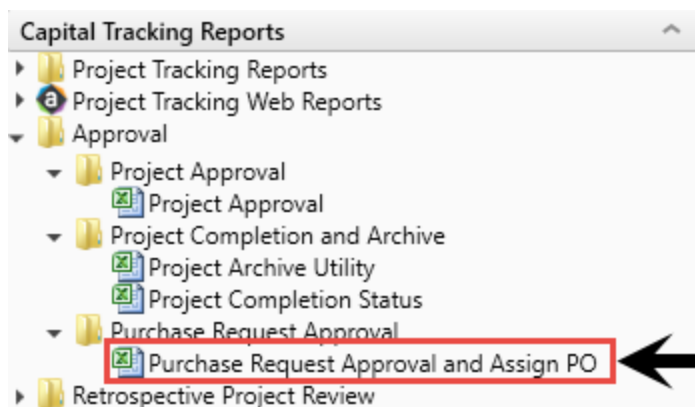 Capital Tracking Reports
Project Tracking Reports
Project Tracking Web Reports
Approval
Project Approval
Project Approval
Project Completion and Archive
Project Archive Utility
Project Completion Status
Purchase Request Approval
Purchase Request Approval and Assign PO
Retrospective Project Review